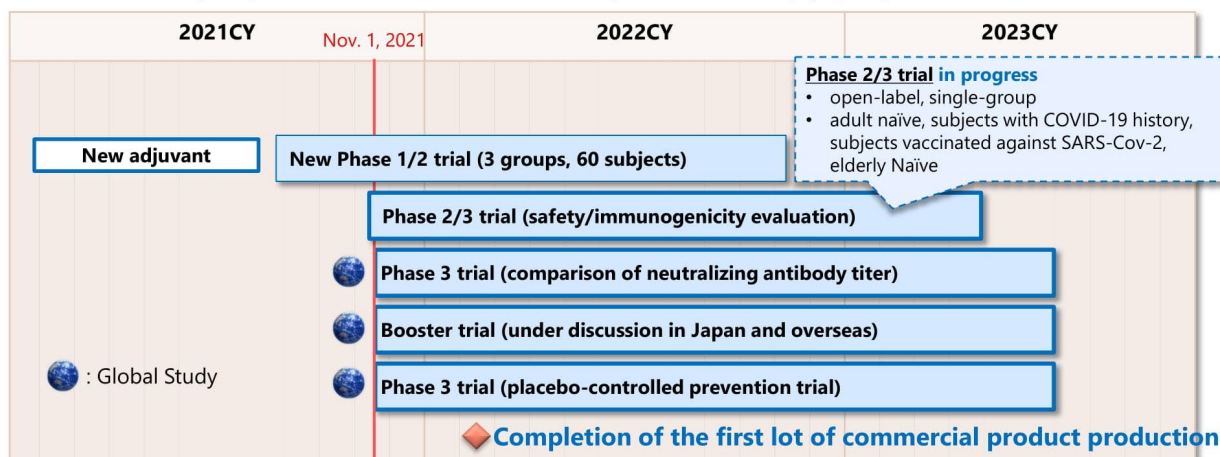 2021CY
Nov. 1, 2021
2022CY
2023CY
Phase 2/3 trial in progress
• open-label, single-group
• adult naïve, subjects with COVID-19 history,
subjects vaccinated against SARS-Cov-2,
elderly Naïve
New adjuvant
New Phase 1/2 trial (3 groups, 60 subjects)
Phase 2/3 trial (safety/immunogenicity evaluation)
Phase 3 trial (comparison of neutralizing antibody titer)
Booster trial (under discussion in Japan and overseas)
: Global Study
Phase 3 trial (placebo-controlled prevention trial)
Completion of the first lot of commercial product production